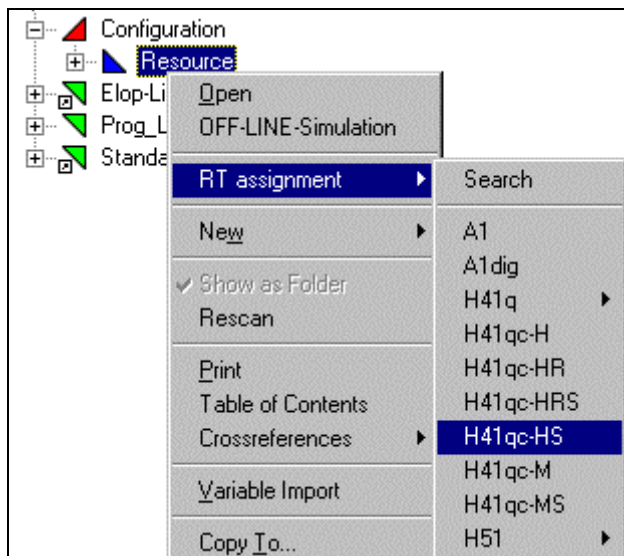 Configuration
Resource
Elop-Li
Prog_L
Standa
Open
OFF-LINE-Simulation
RT assignment
New
Show as Folder
Rescan
Print
Table of Contents
Crossreferences
Variable Import
Copy To...
Search
A1
A1dig
H41q
H41qc-H
H41qc-HR
H41qc-HRS
H41qc-HS
H41qc-M
H41qc-MS
H51